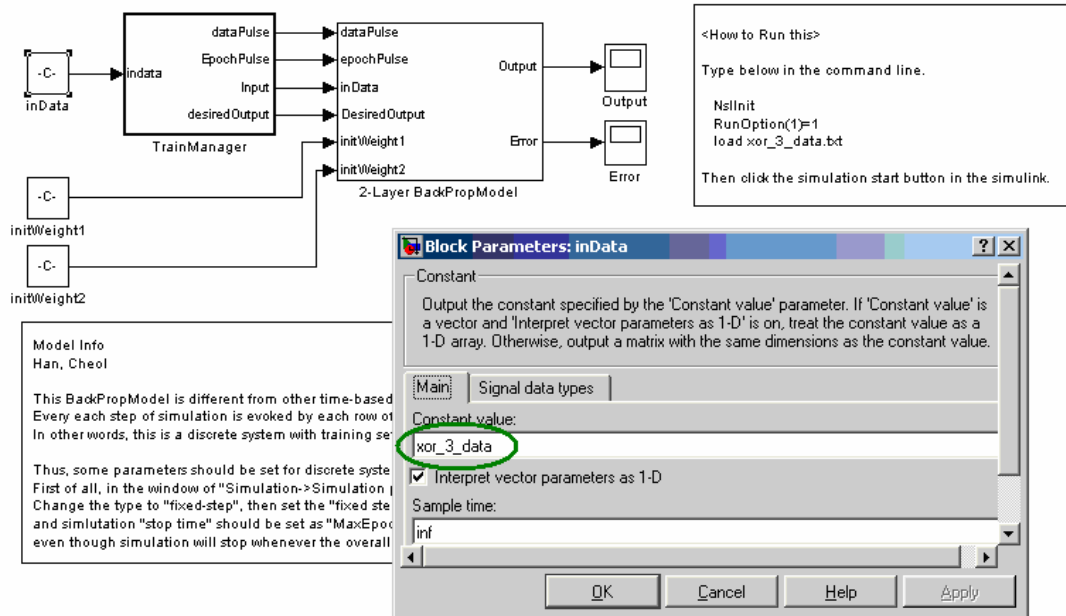 dataPulse
EpochPulse
Input
desiredOutput
indata
TrainManager
-C-
inData
dataPulse
epochPulse
inData
DesiredOutput
initWeight1
initWeight2
Output
Error
2-Layer BackPropModel
Output
Error
-C-
initWeight1
-C-
initWeight2
<How to Run this>
Type below in the command line.
NslInit
RunOption(1)=1
load xor_3_data.txt
Then click the simulation start button in the simulink.
Model Info
Han, Cheol
This BackPropModel is different from other time-based
Every each step of simulation is evoked by each row of
In other words, this is a discrete system with training se
Thus, some parameters should be set for discrete syste
First of all, in the window of "Simulation->Simulation p
Change the type to "fixed-step", then set the "fixed ste
and simlutation "stop time" should be set as "MaxEpoc
even though simulation will stop whenever the overall
Block Parameters: inData
Constant
Output the constant specified by the 'Constant value' parameter. If 'Constant value' is
a vector and 'Interpret vector parameters as 1-D' is on, treat the constant value as a
1-D array. Otherwise, output a matrix with the same dimensions as the constant value.
Main
Signal data types
Constant value:
xor_3_data
Interpret vector parameters as 1-D
Sample time:
inf
OK
Cancel
Help
Apply